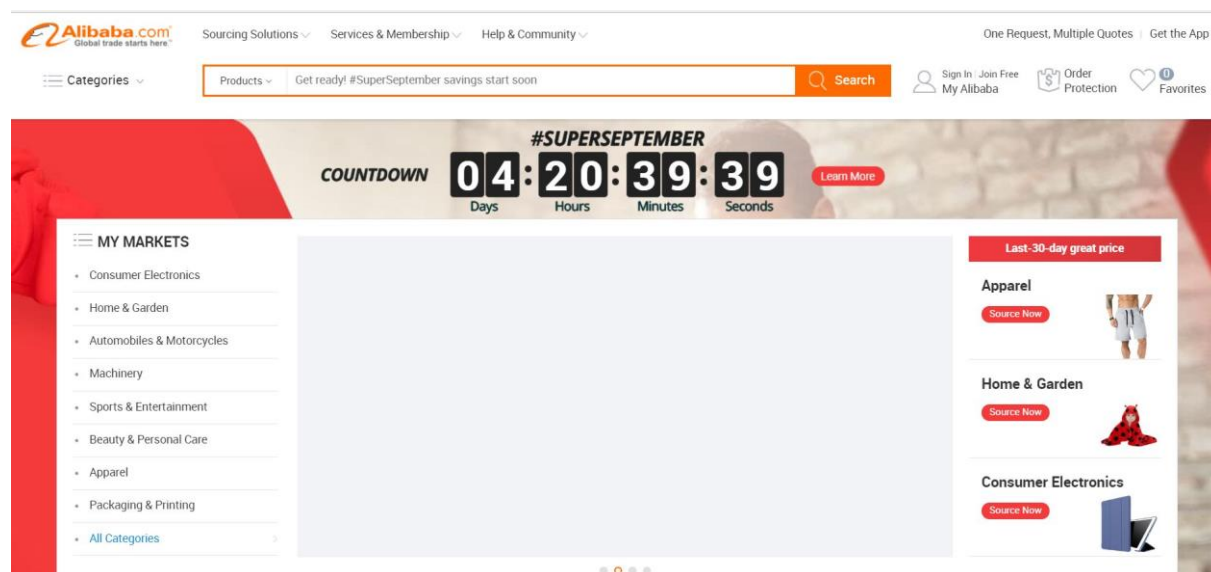 Alibaba.com
Global trade starts here.
Sourcing Solutions
Services & Membership
Help & Community
One Request, Multiple Quotes
Get the App
Categories
Products
Get ready! #SuperSeptember savings start soon
Search
Sign In Join Free
My Alibaba
Order
Protection
0
Favorites
#SUPERSEPTEMBER
COUNTDOWN
04:20:39:39
Days Hours Minutes Seconds
Learn More
MY MARKETS
Consumer Electronics
Home & Garden
Automobiles & Motorcycles
Machinery
Sports & Entertainment
Beauty & Personal Care
Apparel
Packaging & Printing
All Categories
Last-30-day great price
Apparel
Source Now
Home & Garden
Source Now
Consumer Electronics
Source Now